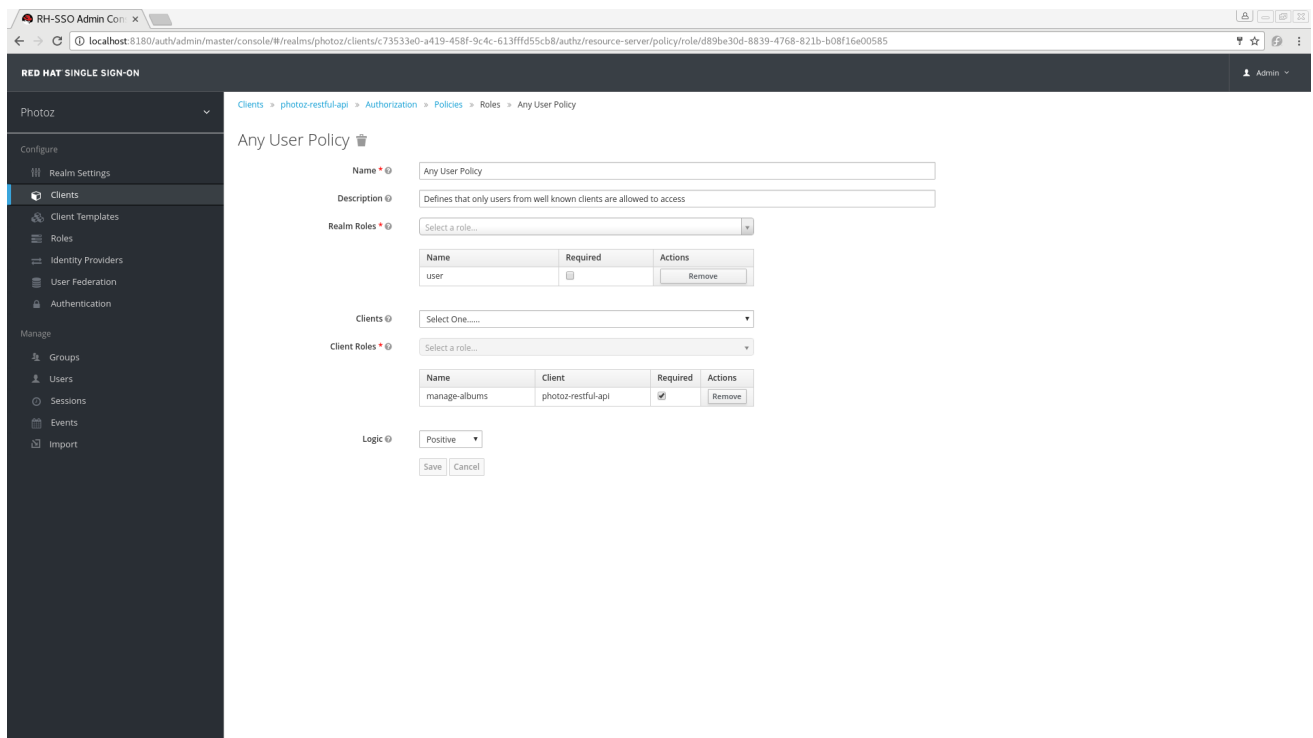 RH-SSO Admin Con
localhost:8180/auth/admin/master/console/#/realms/photoz/clients/c73533e0-a419-458f-9c4c-613fffd55cb8/authz/resource-server/policy/role/d89be30d-8839-4768-821b-b08f16e00585
RED HAT SINGLE SIGN-ON
Admin
Photoz
Clients » photoz-restful-api » Authorization » Policies » Roles » Any User Policy
Any User Policy
Configure
Realm Settings
Clients
Client Templates
Roles
Identity Providers
User Federation
Authentication
Manage
Groups
Users
Sessions
Events
Import
Name *
Any User Policy
Description
Defines that only users from well known clients are allowed to access
Realm Roles *
Select a role...
Name Required Actions
user Remove
Clients
Select One......
Client Roles *
Select a role...
Name Client Required Actions
manage-albums photoz-restful-api Remove
Logic
Positive
Save Cancel